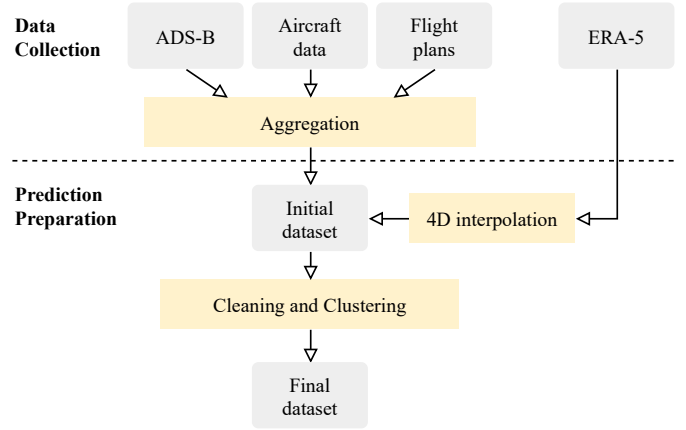 Data
Collection
ADS-B
Aircraft
data
Flight
plans
ERA-5
Aggregation
Prediction
Preparation
Initial
dataset
4D interpolation
Cleaning and Clustering
Final
dataset